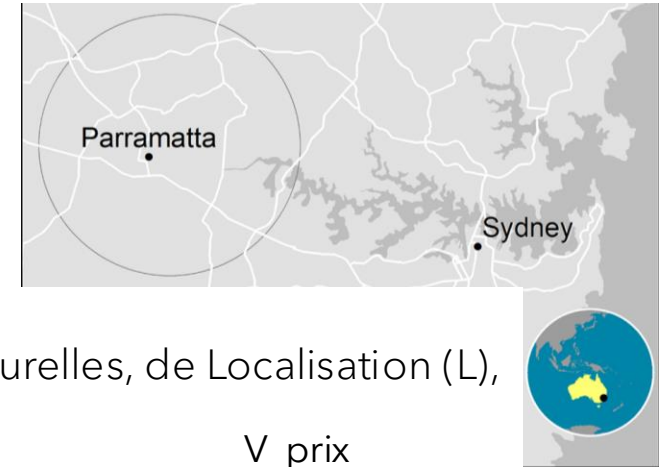 Parramatta
Sydney
urelles, de Localisation (L),
V prix